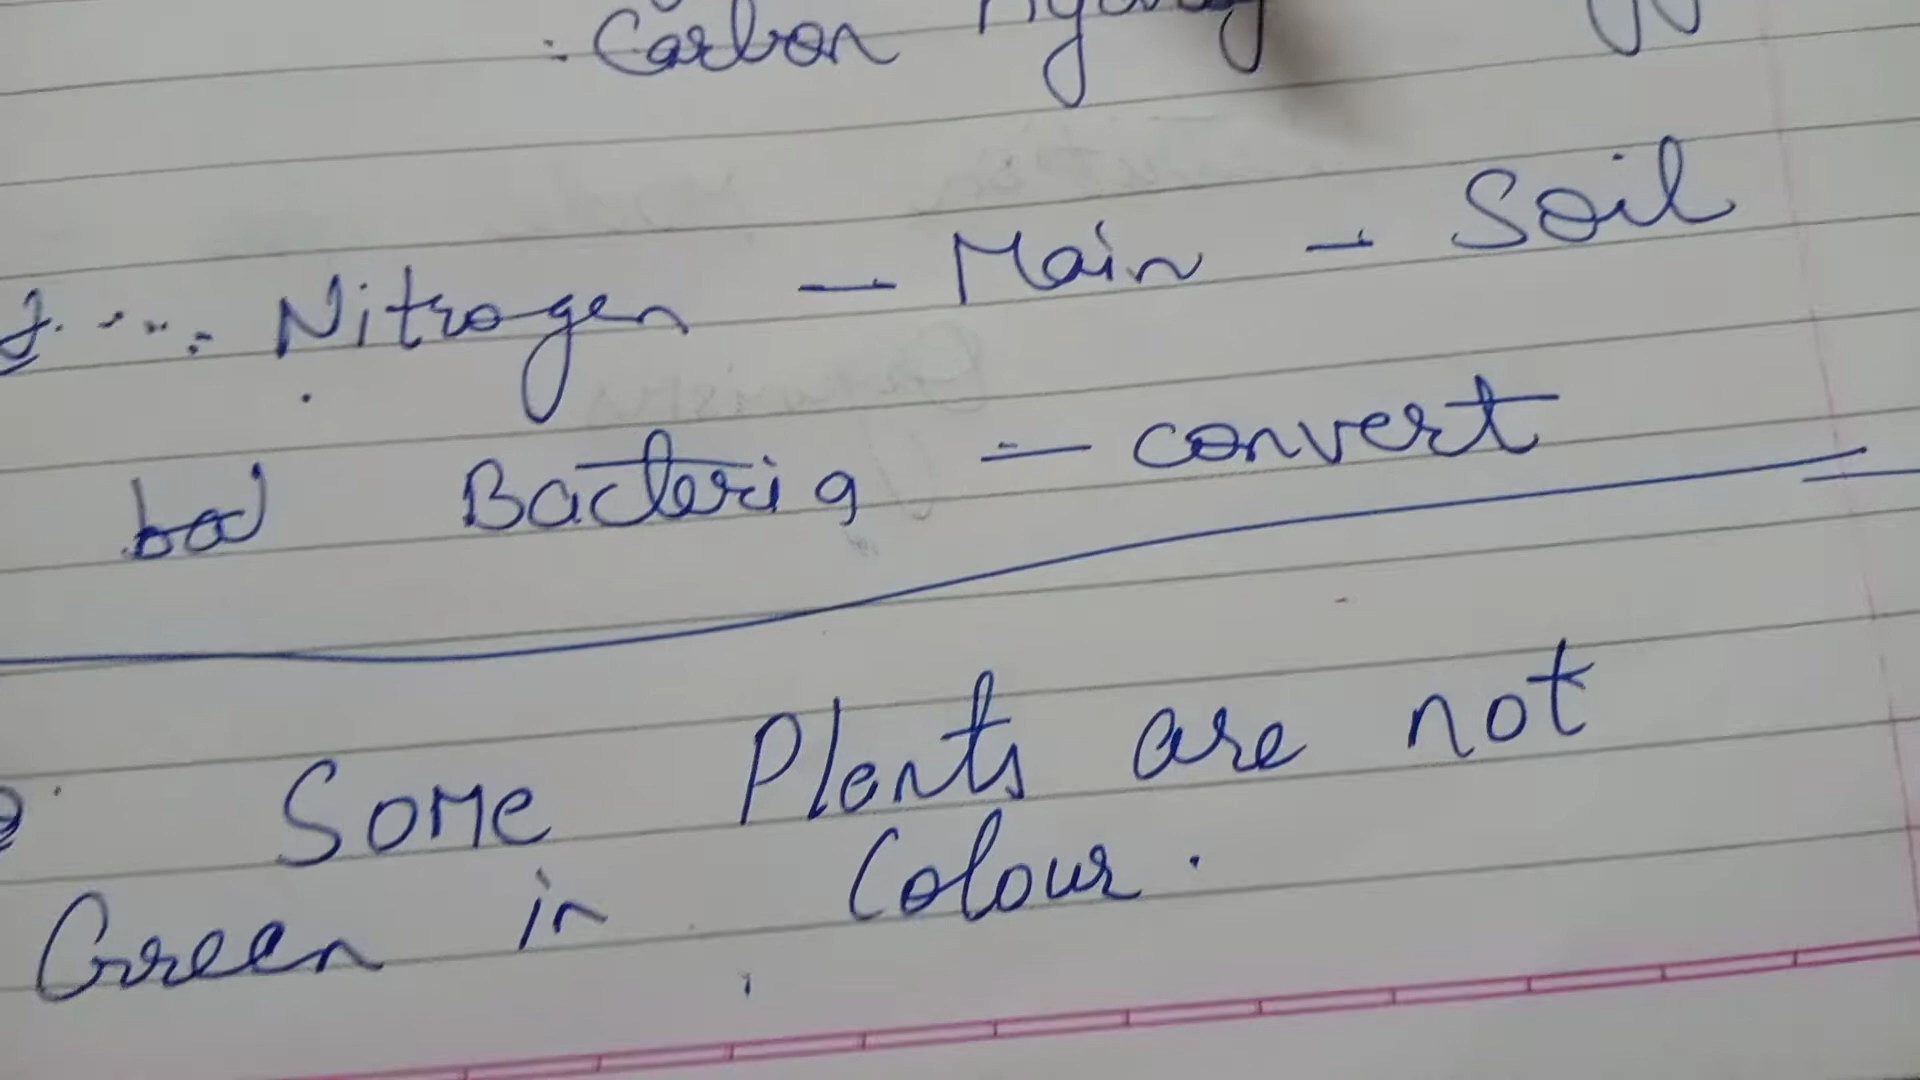 : Carbon
Nitrogen - Main - Soil
Bacteria - convert
Some Plants are not
Green in Colour.